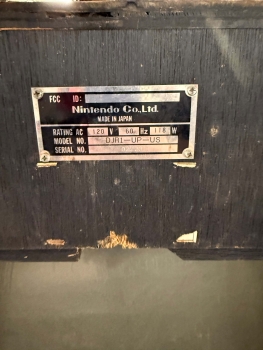 FCC ID:
Nintendo Co.,Ltd.
MADE IN JAPAN
RATING AC 120 V 60 Hz 178 W
MODEL NO. DJR1-UP-US
SERIAL NO.